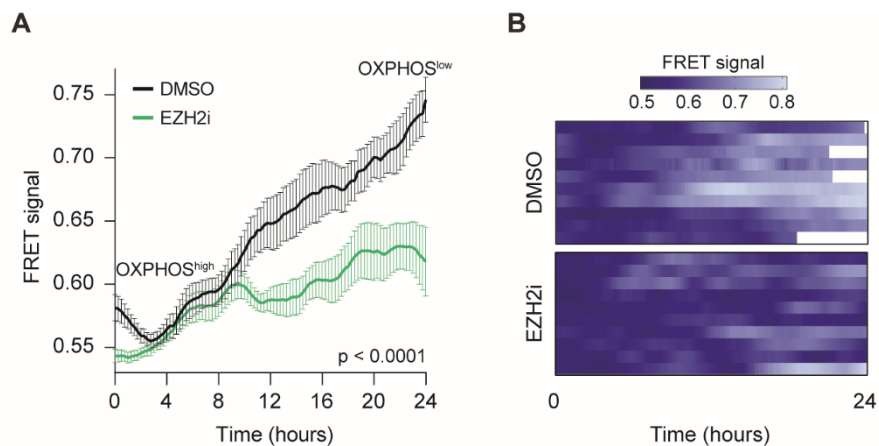 A
DMSO
EZH2i
OXPHOSˡᵒʷ
OXPHOSʰⁱᵍʰ
0.75
0.70
0.65
0.60
0.55
FRET signal
p < 0.0001
0 4 8 12 16 20 24
Time (hours)
B
FRET signal
0.5 0.6 0.7 0.8
DMSO
EZH2i
0 24
Time (hours)